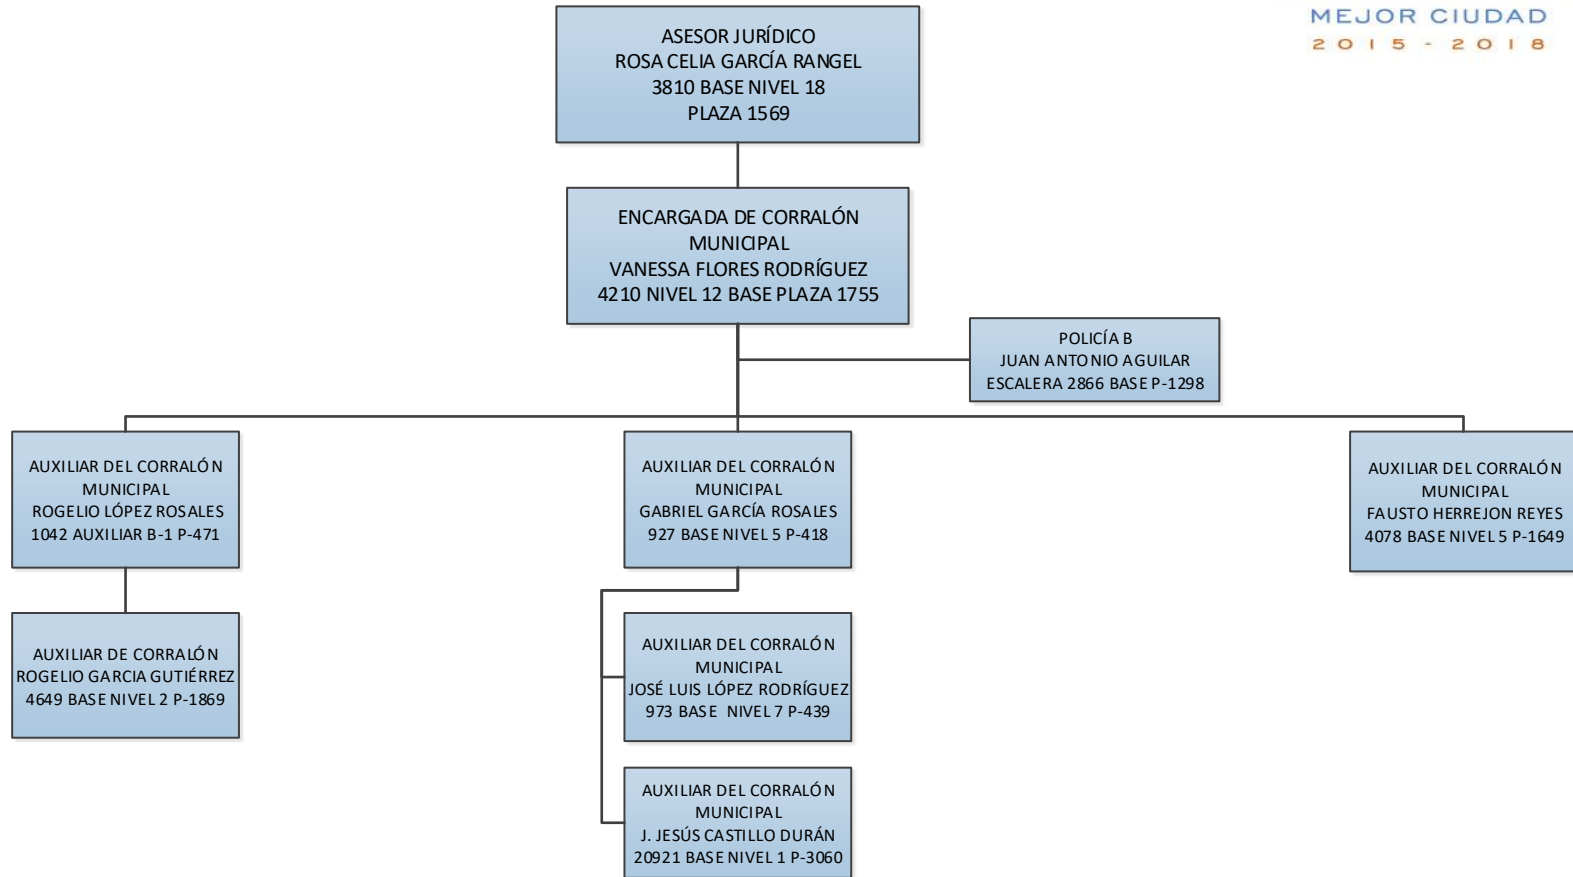 MEJOR CIUDAD
2015 - 2018
ASESOR JURÍDICO
ROSA CELIA GARCÍA RANGEL
3810 BASE NIVEL 18
PLAZA 1569
ENCARGADA DE CORRALÓN
MUNICIPAL
VANESSA FLORES RODRÍGUEZ
4210 NIVEL 12 BASE PLAZA 1755
POLICÍA B
JUAN ANTONIO AGUILAR
ESCALERA 2866 BASE P-1298
AUXILIAR DEL CORRALÓN
MUNICIPAL
ROGELIO LÓPEZ ROSALES
1042 AUXILIAR B-1 P-471
AUXILIAR DEL CORRALÓN
MUNICIPAL
GABRIEL GARCÍA ROSALES
927 BASE NIVEL 5 P-418
AUXILIAR DEL CORRALÓN
MUNICIPAL
FAUSTO HERREJON REYES
4078 BASE NIVEL 5 P-1649
AUXILIAR DE CORRALÓN
ROGELIO GARCIA GUTIÉRREZ
4649 BASE NIVEL 2 P-1869
AUXILIAR DEL CORRALÓN
MUNICIPAL
JOSÉ LUIS LÓPEZ RODRÍGUEZ
973 BASE NIVEL 7 P-439
AUXILIAR DEL CORRALÓN
MUNICIPAL
J. JESÚS CASTILLO DURÁN
20921 BASE NIVEL 1 P-3060